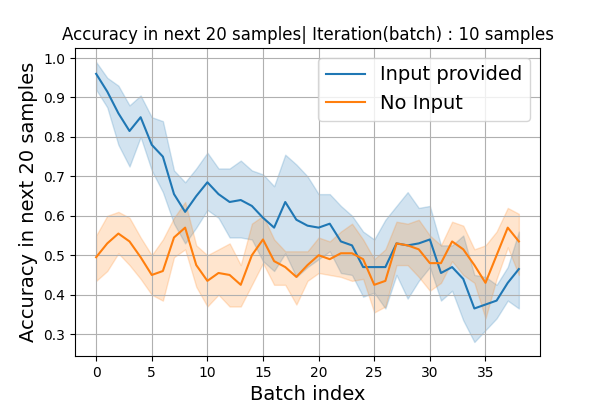 Accuracy in next 20 samples| Iteration(batch) : 10 samples
Input provided
No Input
Accuracy in next 20 samples
1.0
0.9
0.8
0.7
0.6
0.5
0.4
0.3
0 5 10 15 20 25 30 35
Batch index